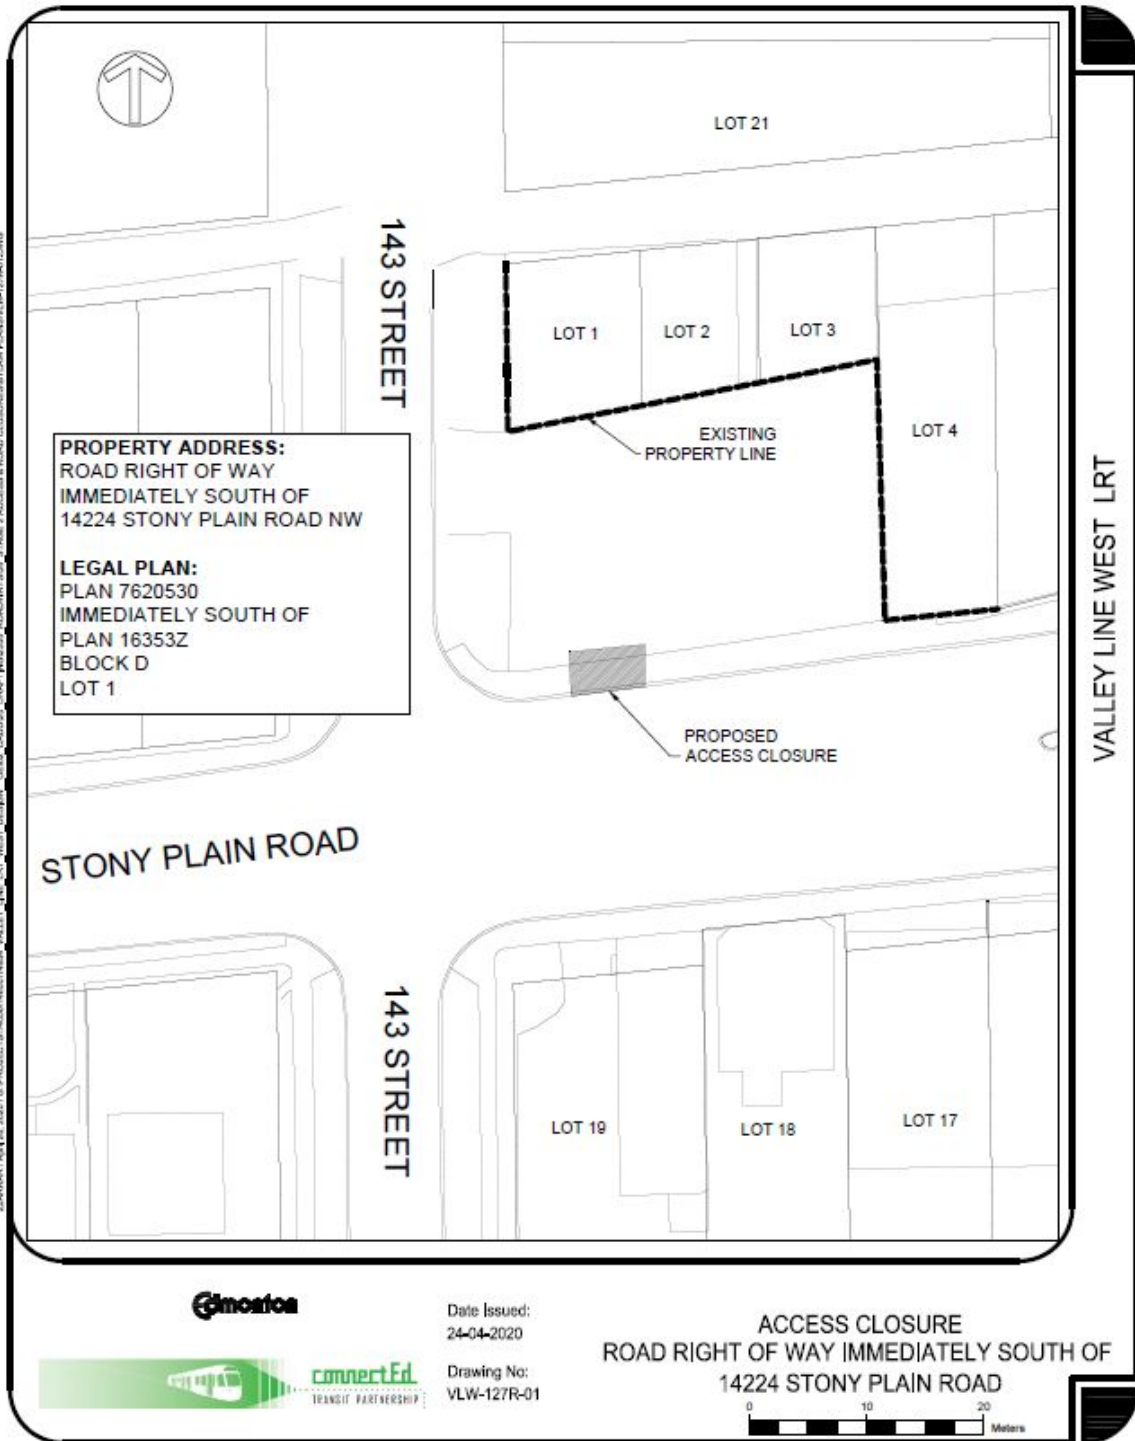 LOT 21
143 STREET
LOT 1
LOT 2
LOT 3
LOT 4
EXISTING
PROPERTY LINE
PROPERTY ADDRESS:
ROAD RIGHT OF WAY
IMMEDIATELY SOUTH OF
14224 STONY PLAIN ROAD NW
LEGAL PLAN:
PLAN 7620530
IMMEDIATELY SOUTH OF
PLAN 16353Z
BLOCK D
LOT 1
PROPOSED
ACCESS CLOSURE
STONY PLAIN ROAD
143 STREET
LOT 19
LOT 18
LOT 17
VALLEY LINE WEST LRT
Edmonton
connectEd
TRANSIT PARTNERSHIP
Date Issued:
24-04-2020
Drawing No:
VLW-127R-01
ACCESS CLOSURE
ROAD RIGHT OF WAY IMMEDIATELY SOUTH OF
14224 STONY PLAIN ROAD
0 10 20
Meters